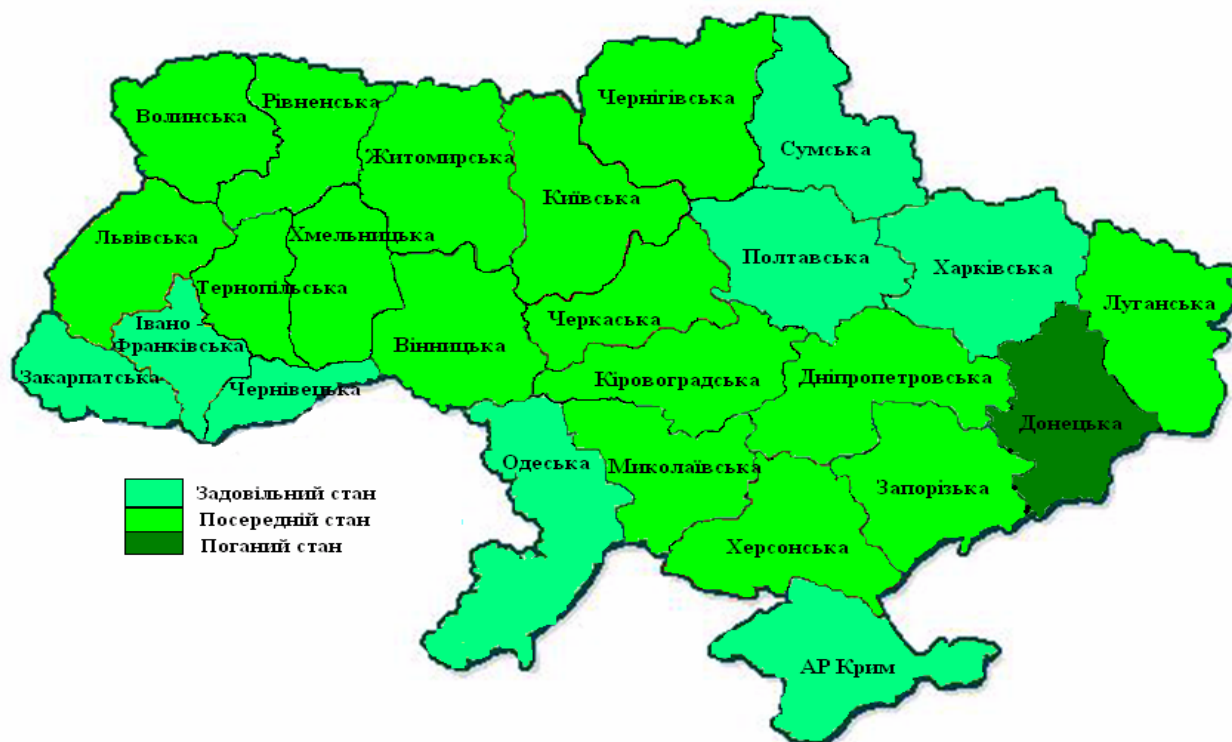 Чернігівська
Рівненська
Волинська
Сумська
Житомирська
Київська
Хмельницька
Львівська
Полтавська
Харківська
Тернопільська
Луганська
Івано -
Франківська
Черкаська
Вінницька
Закарпатська
Чернівецька
Кіровоградська
Дніпропетровська
Донецька
Одеська
Миколаївська
Запорізька
Херсонська
АР Крим
Задовільний стан
Посередній стан
Поганий стан